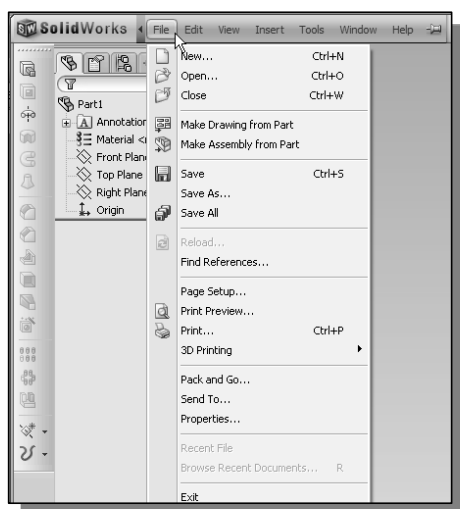 SolidWorks File Edit View Insert Tools Window Help
New... Ctrl+N
Open... Ctrl+O
Close Ctrl+W
Part1
Annotation
Make Drawing from Part
Material
Make Assembly from Part
Front Plane
Top Plane
Save Ctrl+S
Right Plane
Save As...
Origin
Save All
Reload...
Find References...
Page Setup...
Print Preview...
Print... Ctrl+P
3D Printing
Pack and Go...
Send To...
Properties...
Recent File
Browse Recent Documents... R
Exit